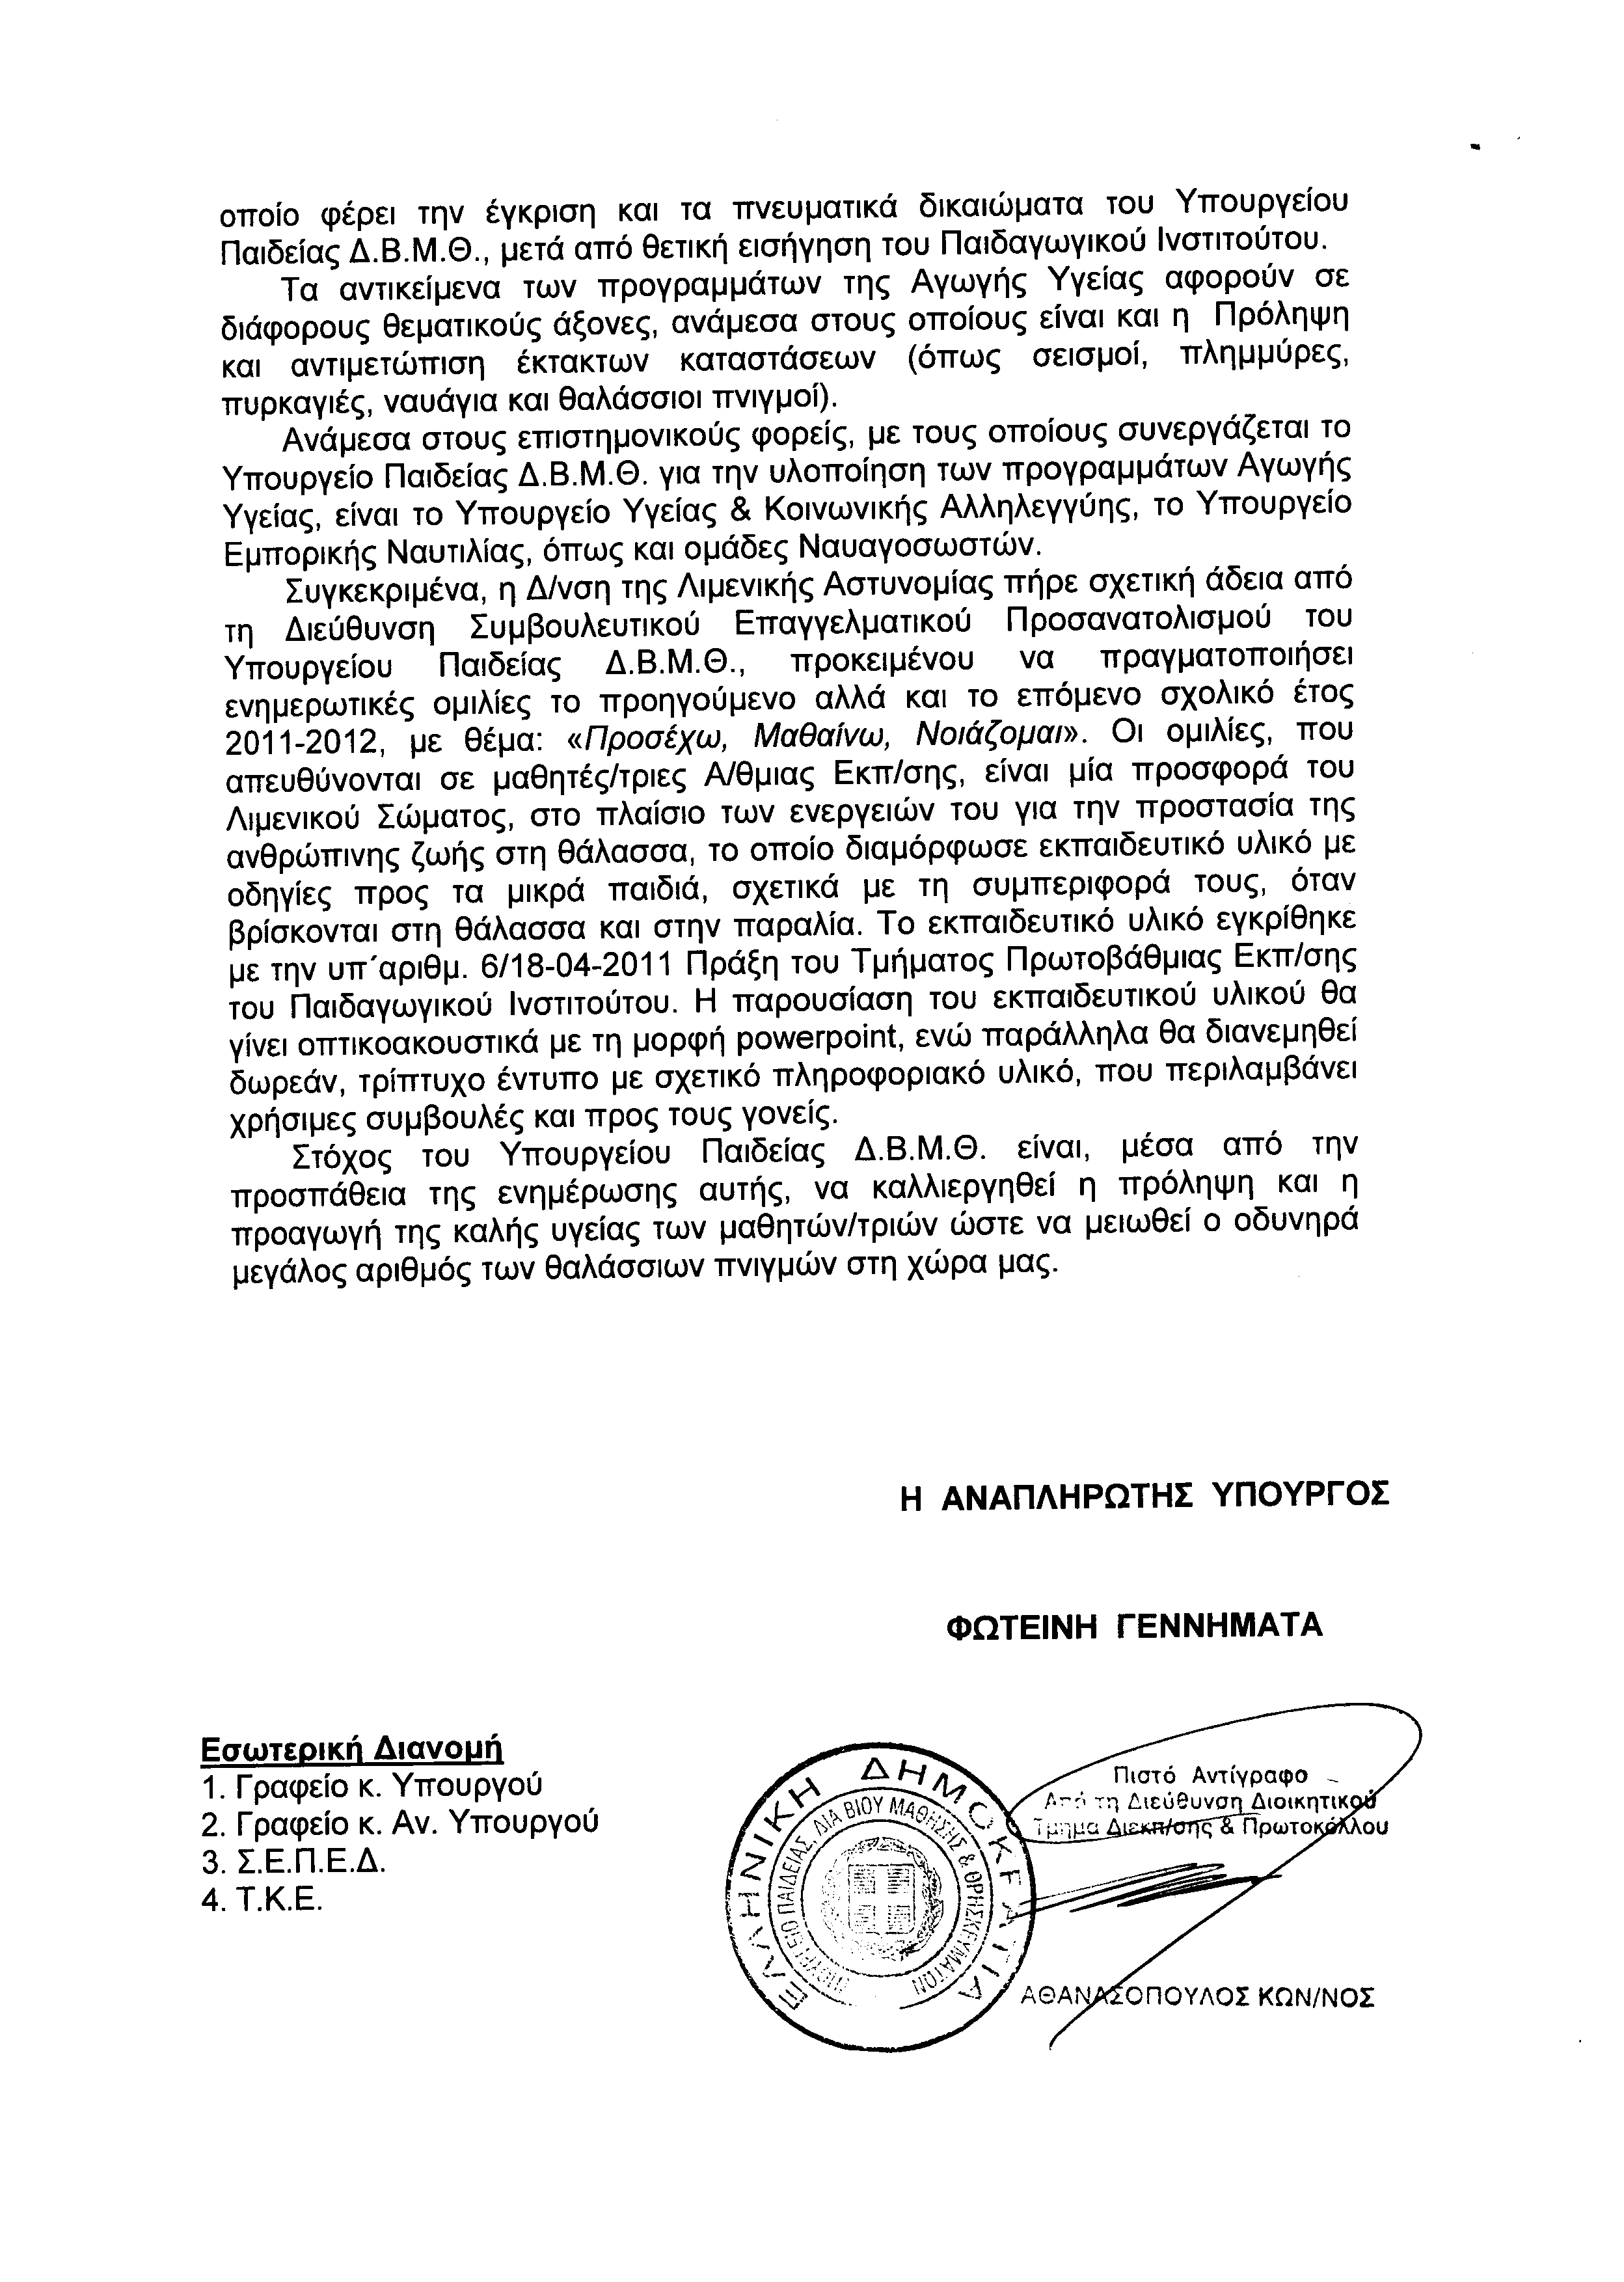 οποίο φέρει την έγκριση και τα πνευματικά δικαιώματα του Υπουργείου
Παιδείας Δ.Β.Μ.Θ., μετά από θετική εισήγηση του Παιδαγωγικού Ινστιτούτου.
Τα αντικείμενα των προγραμμάτων της Αγωγής Υγείας αφορούν σε
διάφορους θεματικούς άξονες, ανάμεσα στους οποίους είναι και η Πρόληψη
και αντιμετώπιση έκτακτων καταστάσεων (όπως σεισμοί, πλημμύρες,
πυρκαγιές, ναυάγια και θαλάσσιοι πνιγμοί).
Ανάμεσα στους επιστημονικούς φορείς, με τους οποίους συνεργάζεται το
Υπουργείο Παιδείας Δ.Β.Μ.Θ. για την υλοποίηση των προγραμμάτων Αγωγής
Υγείας, είναι το Υπουργείο Υγείας & Κοινωνικής Αλληλεγγύης, το Υπουργείο
Εμπορικής Ναυτιλίας, όπως και ομάδες Ναυαγοσωστών.
Συγκεκριμένα, η Δ/νση της Λιμενικής Αστυνομίας πήρε σχετική άδεια από
τη Διεύθυνση Συμβουλευτικού Επαγγελματικού Προσανατολισμού του
Υπουργείου Παιδείας Δ.Β.Μ.Θ., προκειμένου να πραγματοποιήσει
ενημερωτικές ομιλίες το προηγούμενο αλλά και το επόμενο σχολικό έτος
2011-2012, με θέμα: «Προσέχω, Μαθαίνω, Νοιάζομαι». Οι ομιλίες, που
απευθύνονται σε μαθητές/τριες Α/θμιας Εκπ/σης, είναι μία προσφορά του
Λιμενικού Σώματος, στο πλαίσιο των ενεργειών του για την προστασία της
ανθρώπινης ζωής στη θάλασσα, το οποίο διαμόρφωσε εκπαιδευτικό υλικό με
οδηγίες προς τα μικρά παιδιά, σχετικά με τη συμπεριφορά τους, όταν
βρίσκονται στη θάλασσα και στην παραλία. Το εκπαιδευτικό υλικό εγκρίθηκε
με την υπ΄αριθμ. 6/18-04-2011 Πράξη του Τμήματος Πρωτοβάθμιας Εκπ/σης
του Παιδαγωγικού Ινστιτούτου. Η παρουσίαση του εκπαιδευτικού υλικού θα
γίνει οπτικοακουστικά με τη μορφή powerpoint, ενώ παράλληλα θα διανεμηθεί
δωρεάν, τρίπτυχο έντυπο με σχετικό πληροφοριακό υλικό, που περιλαμβάνει
χρήσιμες συμβουλές και προς τους γονείς.
Στόχος του Υπουργείου Παιδείας Δ.Β.Μ.Θ. είναι, μέσα από την
προσπάθεια της ενημέρωσης αυτής, να καλλιεργηθεί η πρόληψη και η
προαγωγή της καλής υγείας των μαθητών/τριών ώστε να μειωθεί ο οδυνηρά
μεγάλος αριθμός των θαλάσσιων πνιγμών στη χώρα μας.
Η ΑΝΑΠΛΗΡΩΤΗΣ ΥΠΟΥΡΓΟΣ
ΦΩΤΕΙΝΗ ΓΕΝΝΗΜΑΤΑ
Εσωτερική Διανομή
1. Γραφείο κ. Υπουργού
2. Γραφείο κ. Αν. Υπουργού
3. Σ.Ε.Π.Ε.Δ.
4. Τ.Κ.Ε.
ΕΛΛΗΝΙΚΗ ΔΗΜΟΚΡΑΤΙΑ
ΠΑΙΔΕΙΑΣ, ΔΙΑ ΒΙΟΥ ΜΑΘΗΣΗΣ & ΘΡΗΣΚΕΥΜΑΤΩΝ
Πιστό Αντίγραφο
Από τη Διεύθυνση Διοικητικού
Τμήμα Διεκπ/σης & Πρωτοκόλλου
ΑΘΑΝΑΣΟΠΟΥΛΟΣ ΚΩΝ/ΝΟΣ